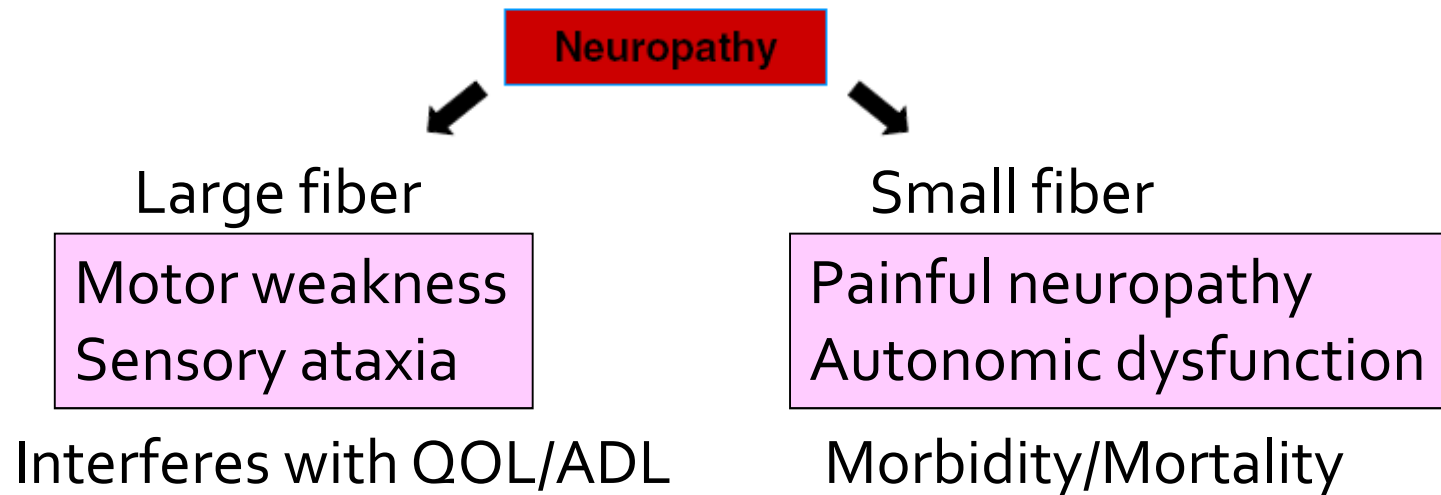 Neuropathy
Large fiber
Motor weakness
Sensory ataxia
Interferes with QOL/ADL
Small fiber
Painful neuropathy
Autonomic dysfunction
Morbidity/Mortality